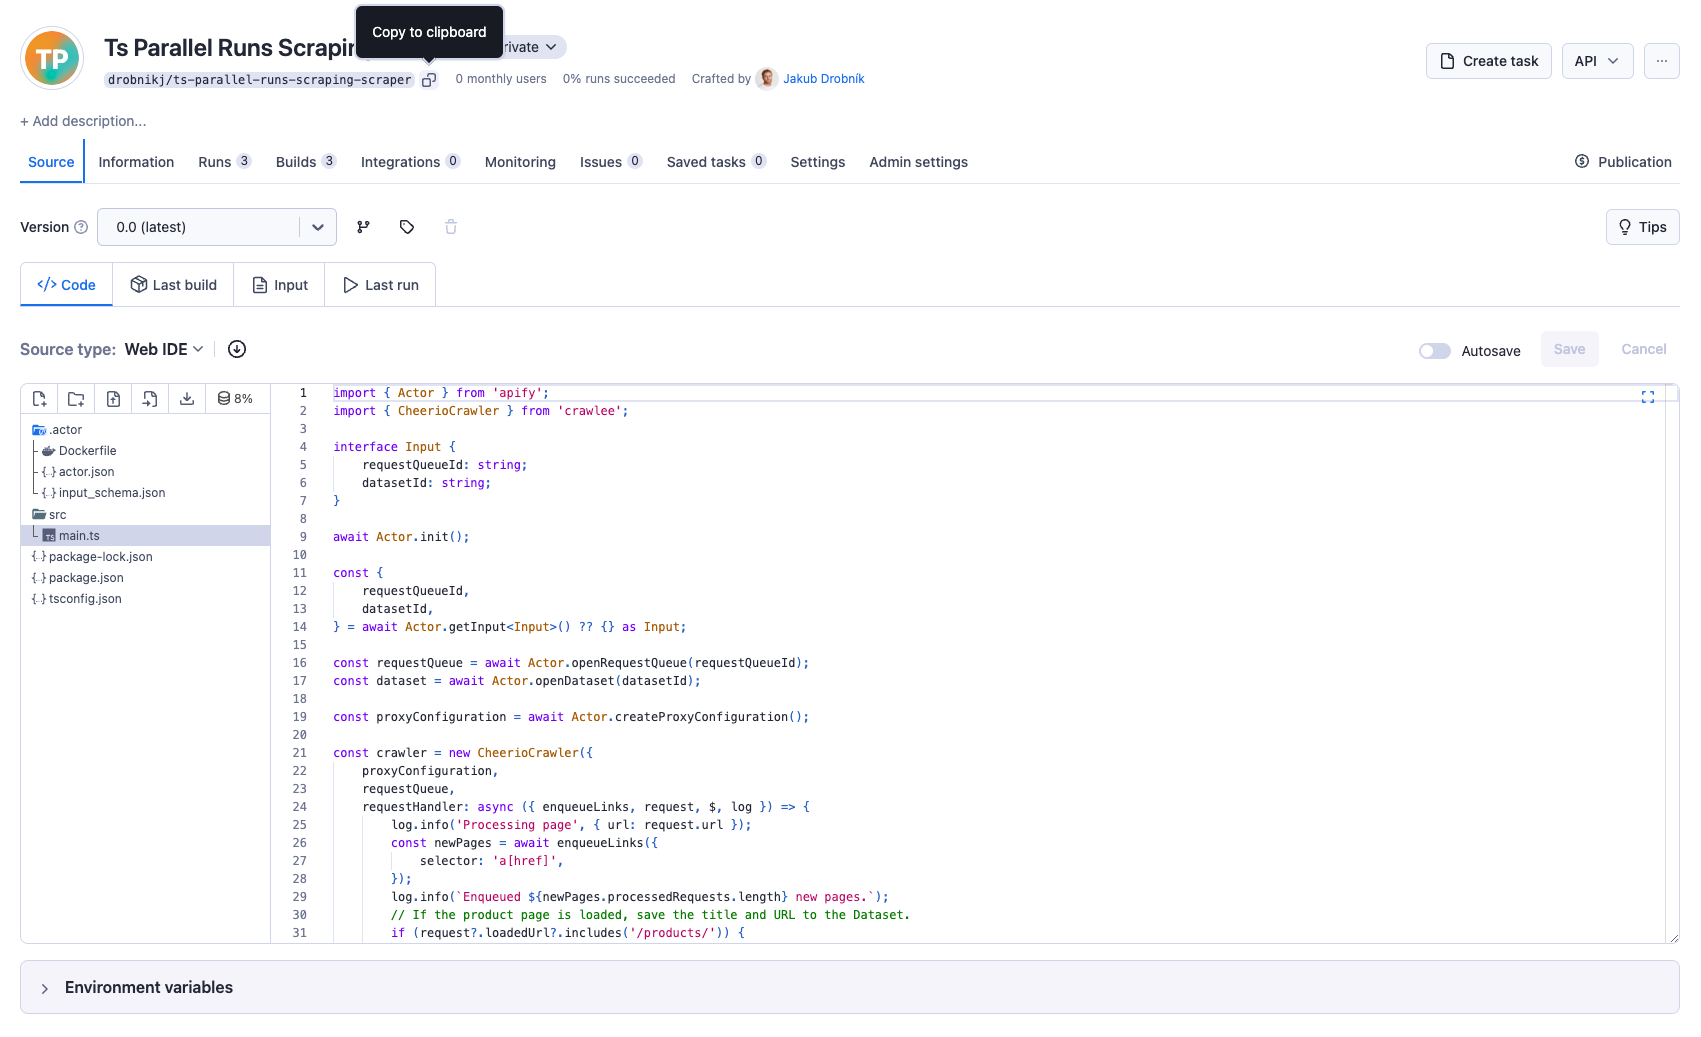 Copy to clipboard
TP
Ts Parallel Runs Scrapin
rivate
drobnikj/ts-parallel-runs-scraping-scraper
0 monthly users
0% runs succeeded
Crafted by
Jakub Drobník
Create task
API
...
+ Add description...
Source
Information
Runs 3
Builds 3
Integrations 0
Monitoring
Issues 0
Saved tasks 0
Settings
Admin settings
Publication
Version ?
0.0 (latest)
Tips
</> Code
Last build
Input
Last run
Source type: Web IDE
Autosave
Save
Cancel
8%
.actor
Dockerfile
{..} actor.json
{..} input_schema.json
src
TS main.ts
{..} package-lock.json
{..} package.json
{..} tsconfig.json
1 import { Actor } from 'apify';
2 import { CheerioCrawler } from 'crawlee';
3
4 interface Input {
5     requestQueueId: string;
6     datasetId: string;
7 }
8
9 await Actor.init();
10
11 const {
12     requestQueueId,
13     datasetId,
14 } = await Actor.getInput<Input>() ?? {} as Input;
15
16 const requestQueue = await Actor.openRequestQueue(requestQueueId);
17 const dataset = await Actor.openDataset(datasetId);
18
19 const proxyConfiguration = await Actor.createProxyConfiguration();
20
21 const crawler = new CheerioCrawler({
22     proxyConfiguration,
23     requestQueue,
24     requestHandler: async ({ enqueueLinks, request, $, log }) => {
25         log.info('Processing page', { url: request.url });
26         const newPages = await enqueueLinks({
27             selector: 'a[href]',
28         });
29         log.info(`Enqueued ${newPages.processedRequests.length} new pages.`);
30         // If the product page is loaded, save the title and URL to the Dataset.
31         if (request?.loadedUrl?.includes('/products/')) {
Environment variables